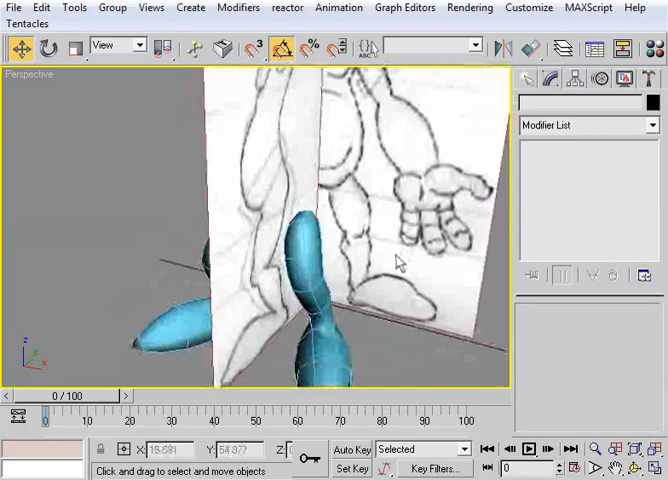 File Edit Tools Group Views Create Modifiers reactor Animation Graph Editors Rendering Customize MAXScript Help
Tentacles
View
3
%
ABC
Perspective
Modifier List
z
y
x
0 / 100
0 10 20 30 40 50 60 70 80 90 100
X: Y: Z: Auto Key Selected
Click and drag to select and move objects Set Key Key Filters... 0